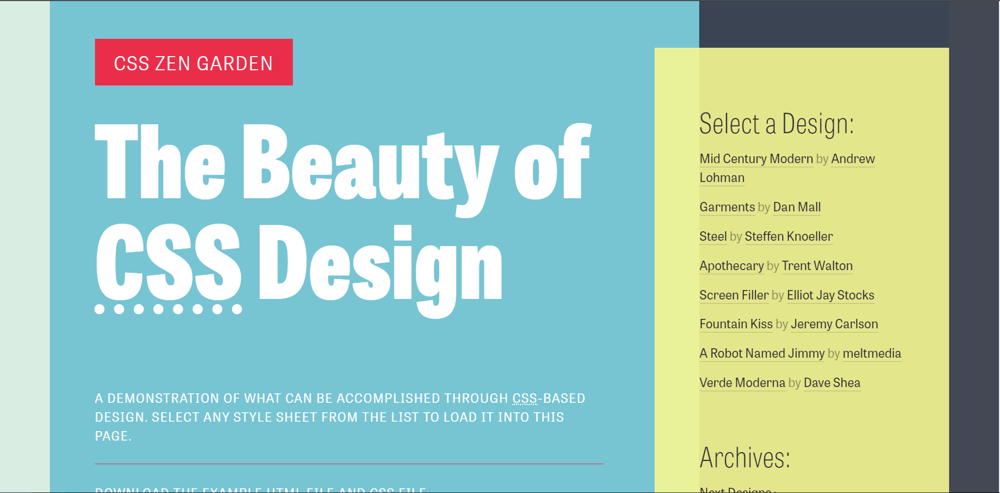 CSS ZEN GARDEN
The Beauty of
CSS Design
A DEMONSTRATION OF WHAT CAN BE ACCOMPLISHED THROUGH CSS-BASED
DESIGN. SELECT ANY STYLE SHEET FROM THE LIST TO LOAD IT INTO THIS
PAGE.
DOWNLOAD THE EXAMPLE HTML FILE AND CSS FILE
Select a Design:
Mid Century Modern by Andrew
Lohman
Garments by Dan Mall
Steel by Steffen Knoeller
Apothecary by Trent Walton
Screen Filler by Elliot Jay Stocks
Fountain Kiss by Jeremy Carlson
A Robot Named Jimmy by meltmedia
Verde Moderna by Dave Shea
Archives:
Next Designs ›